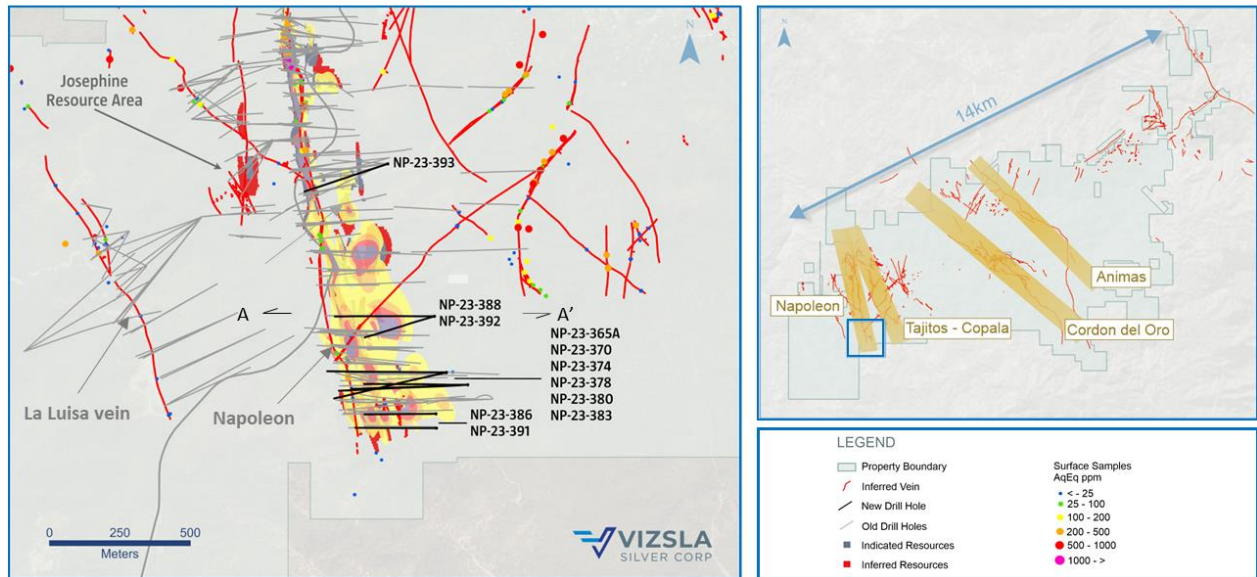 N
Josephine
Resource Area
NP-23-393
A
A'
NP-23-388
NP-23-392
NP-23-365A
NP-23-370
NP-23-374
NP-23-378
NP-23-380
NP-23-383
La Luisa vein
Napoleon
NP-23-386
NP-23-391
0 250 500
Meters
VIZSLA
SILVER CORP
N
14km
Animas
Napoleon
Tajitos - Copala
Cordon del Oro
LEGEND
Property Boundary
Inferred Vein
New Drill Hole
Old Drill Holes
Indicated Resources
Inferred Resources
Surface Samples
AqEq ppm
< - 25
25 - 100
100 - 200
200 - 500
500 - 1000
1000 - >